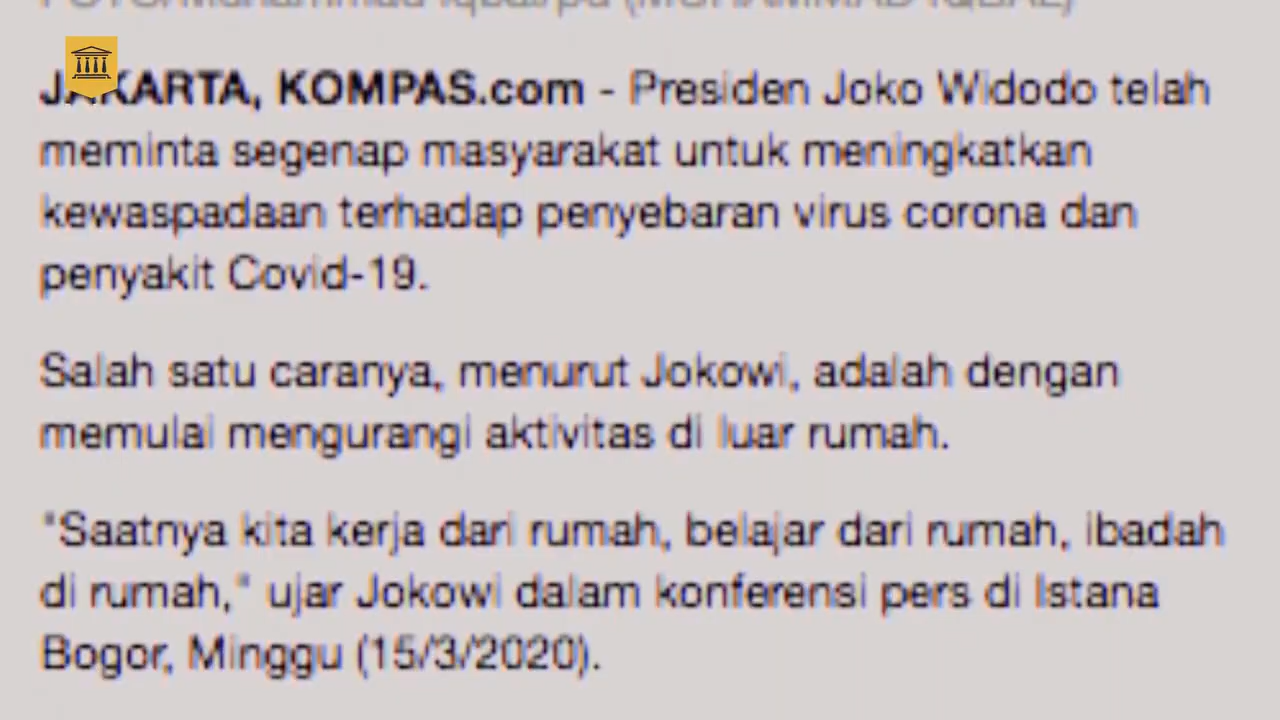 JAKARTA, KOMPAS.com - Presiden Joko Widodo telah
meminta segenap masyarakat untuk meningkatkan
kewaspadaan terhadap penyebaran virus corona dan
penyakit Covid-19.
Salah satu caranya, menurut Jokowi, adalah dengan
memulai mengurangi aktivitas di luar rumah.
"Saatnya kita kerja dari rumah, belajar dari rumah, ibadah
di rumah," ujar Jokowi dalam konferensi pers di Istana
Bogor, Minggu (15/3/2020).